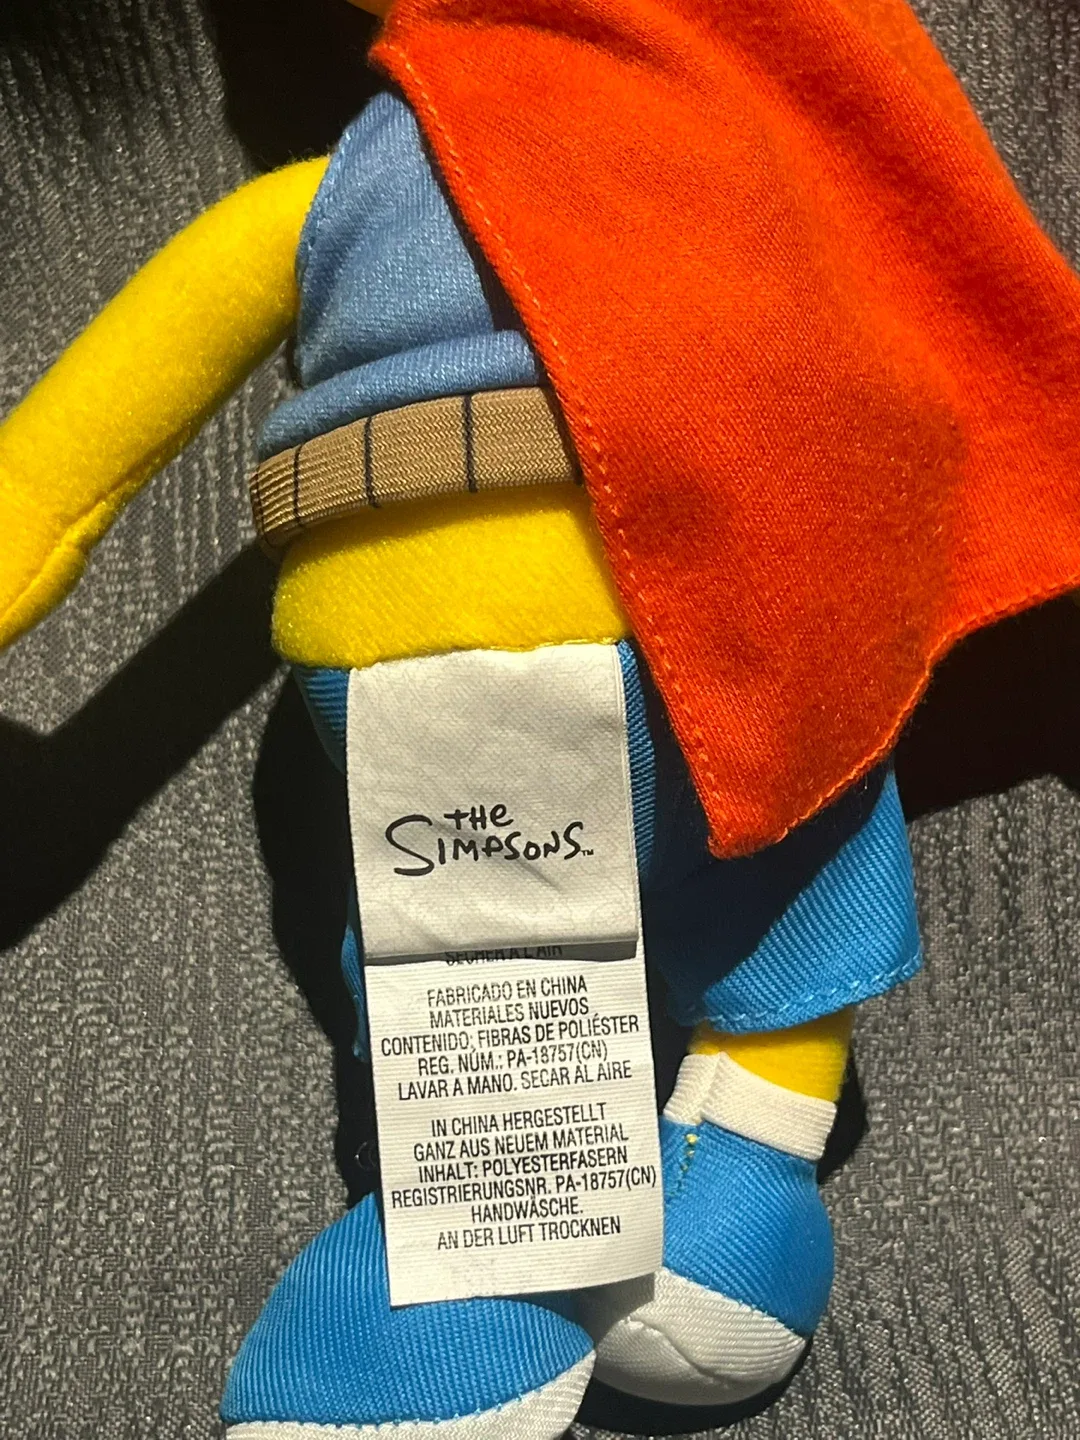 THE
SIMPSONS™
SÉCHER À L'AIR
FABRICADO EN CHINA
MATERIALES NUEVOS
CONTENIDO: FIBRAS DE POLIÉSTER
REG. NÚM.: PA-18757(CN)
LAVAR A MANO. SECAR AL AIRE
IN CHINA HERGESTELLT
GANZ AUS NEUEM MATERIAL
INHALT: POLYESTERFASERN
REGISTRIERUNGSNR. PA-18757(CN)
HANDWÄSCHE.
AN DER LUFT TROCKNEN